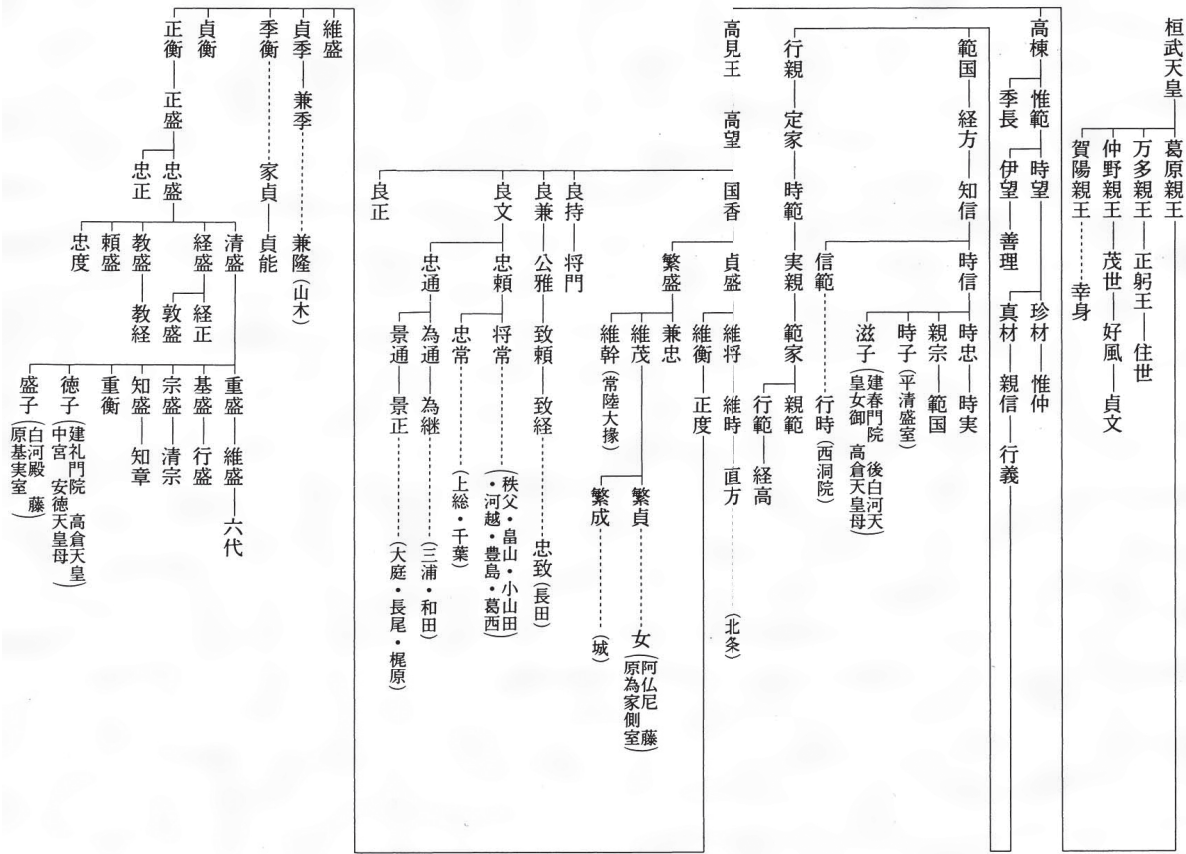 桓武天皇
葛原親王
万多親王
正躬王
住世
仲野親王
茂世
好風
貞文
賀陽親王
幸身
高棟
惟範
時望
珍材
惟仲
真材
親信
行義
伊望
善理
季長
範国
経方
知信
時信
時忠
時実
親宗
範国
時子(平清盛室)
滋子(建春門院 後白河天
皇女御 高倉天皇母)
信範
行時(西洞院)
行親
定家
時範
実親
範家
親範
行範
経高
高見王
高望
国香
貞盛
維将
維時
直方
(北条)
維衡
正度
繁盛
兼忠
維茂
繁貞
女(阿仏尼 藤
原為家側室)
繁成
(城)
維幹(常陸大掾)
良持
将門
良兼
公雅
致頼
致経
忠致(長田)
良文
忠頼
将常
(秩父・畠山・小山田
・河越・豊島・葛西)
忠常
(上総・千葉)
忠通
為通
為継
(三浦・和田)
景通
景正
(大庭・長尾・梶原)
良正
維盛
貞季
兼季
兼隆(山木)
季衡
家貞
貞能
貞衡
正衡
正盛
忠盛
清盛
重盛
維盛
六代
基盛
行盛
宗盛
清宗
知盛
知章
重衡
徳子(建礼門院 高倉天皇
中宮 安徳天皇母)
盛子(白河殿 藤
原基実室)
経盛
経正
敦盛
教盛
教経
頼盛
忠度
忠正